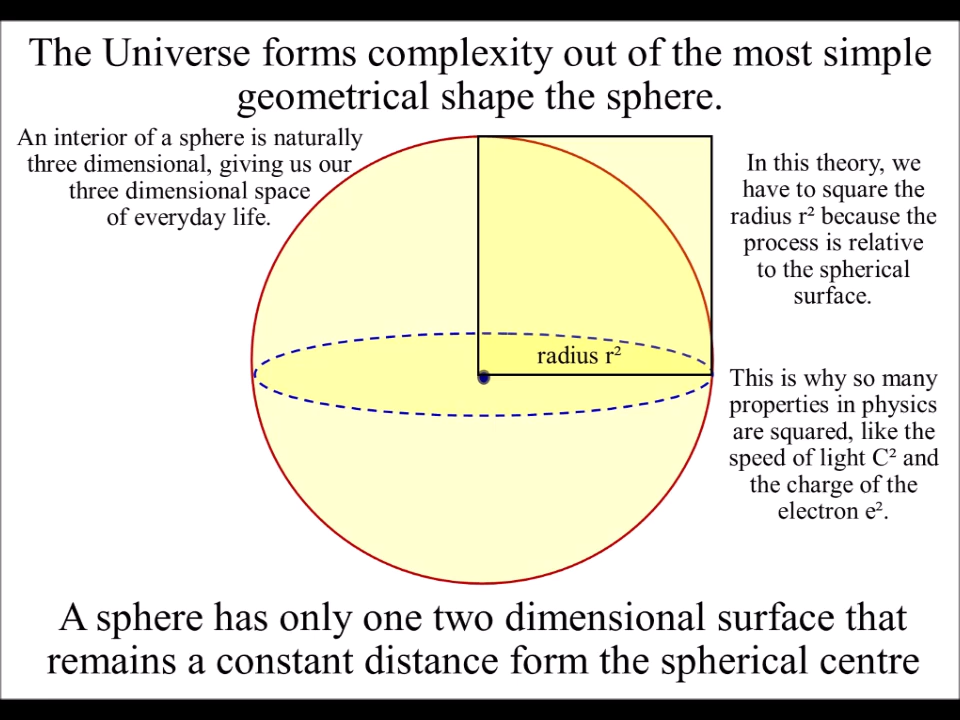 The Universe forms complexity out of the most simple
geometrical shape the sphere.
An interior of a sphere is naturally
three dimensional, giving us our
three dimensional space
of everyday life.
In this theory, we
have to square the
radius r² because the
process is relative
to the spherical
surface.
radius r²
This is why so many
properties in physics
are squared, like the
speed of light C² and
the charge of the
electron e².
A sphere has only one two dimensional surface that
remains a constant distance form the spherical centre